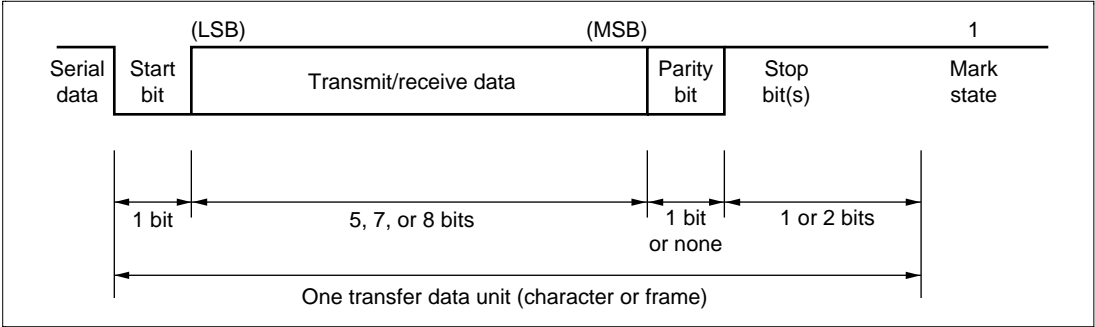 (LSB) (MSB) 1
Serial data
Start bit
Transmit/receive data
Parity bit
Stop bit(s)
Mark state
1 bit
5, 7, or 8 bits
1 bit or none
1 or 2 bits
One transfer data unit (character or frame)